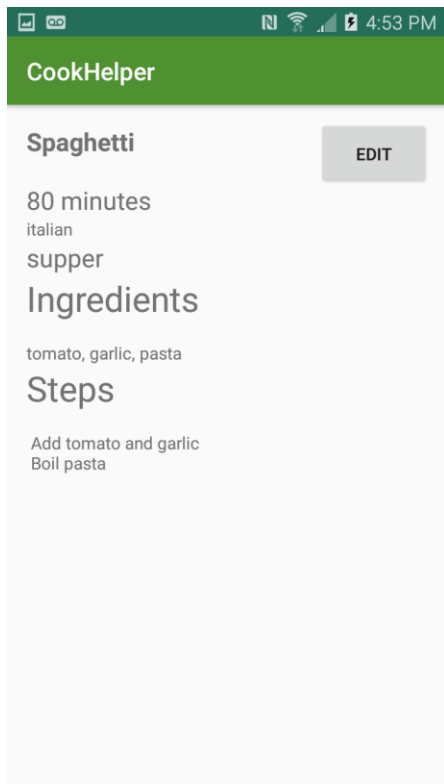 4:53 PM
CookHelper
Spaghetti
EDIT
80 minutes
italian
supper
Ingredients
tomato, garlic, pasta
Steps
Add tomato and garlic
Boil pasta